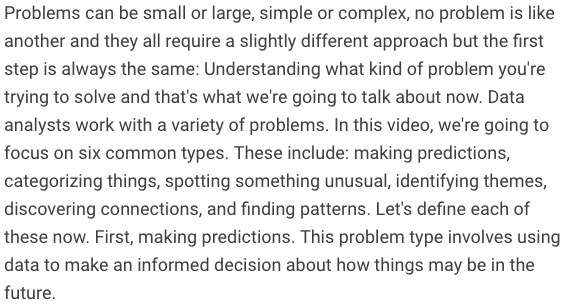 Problems can be small or large, simple or complex, no problem is like
another and they all require a slightly different approach but the first
step is always the same: Understanding what kind of problem you're
trying to solve and that's what we're going to talk about now. Data
analysts work with a variety of problems. In this video, we're going to
focus on six common types. These include: making predictions,
categorizing things, spotting something unusual, identifying themes,
discovering connections, and finding patterns. Let's define each of
these now. First, making predictions. This problem type involves using
data to make an informed decision about how things may be in the
future.